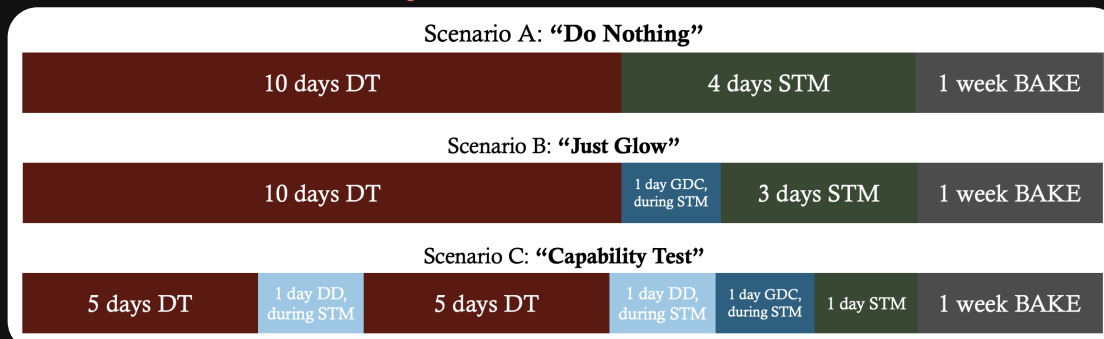 Scenario A: “Do Nothing”
10 days DT
4 days STM
1 week BAKE
Scenario B: “Just Glow”
10 days DT
1 day GDC,
during STM
3 days STM
1 week BAKE
Scenario C: “Capability Test”
5 days DT
1 day DD,
during STM
5 days DT
1 day DD,
during STM
1 day GDC,
during STM
1 day STM
1 week BAKE